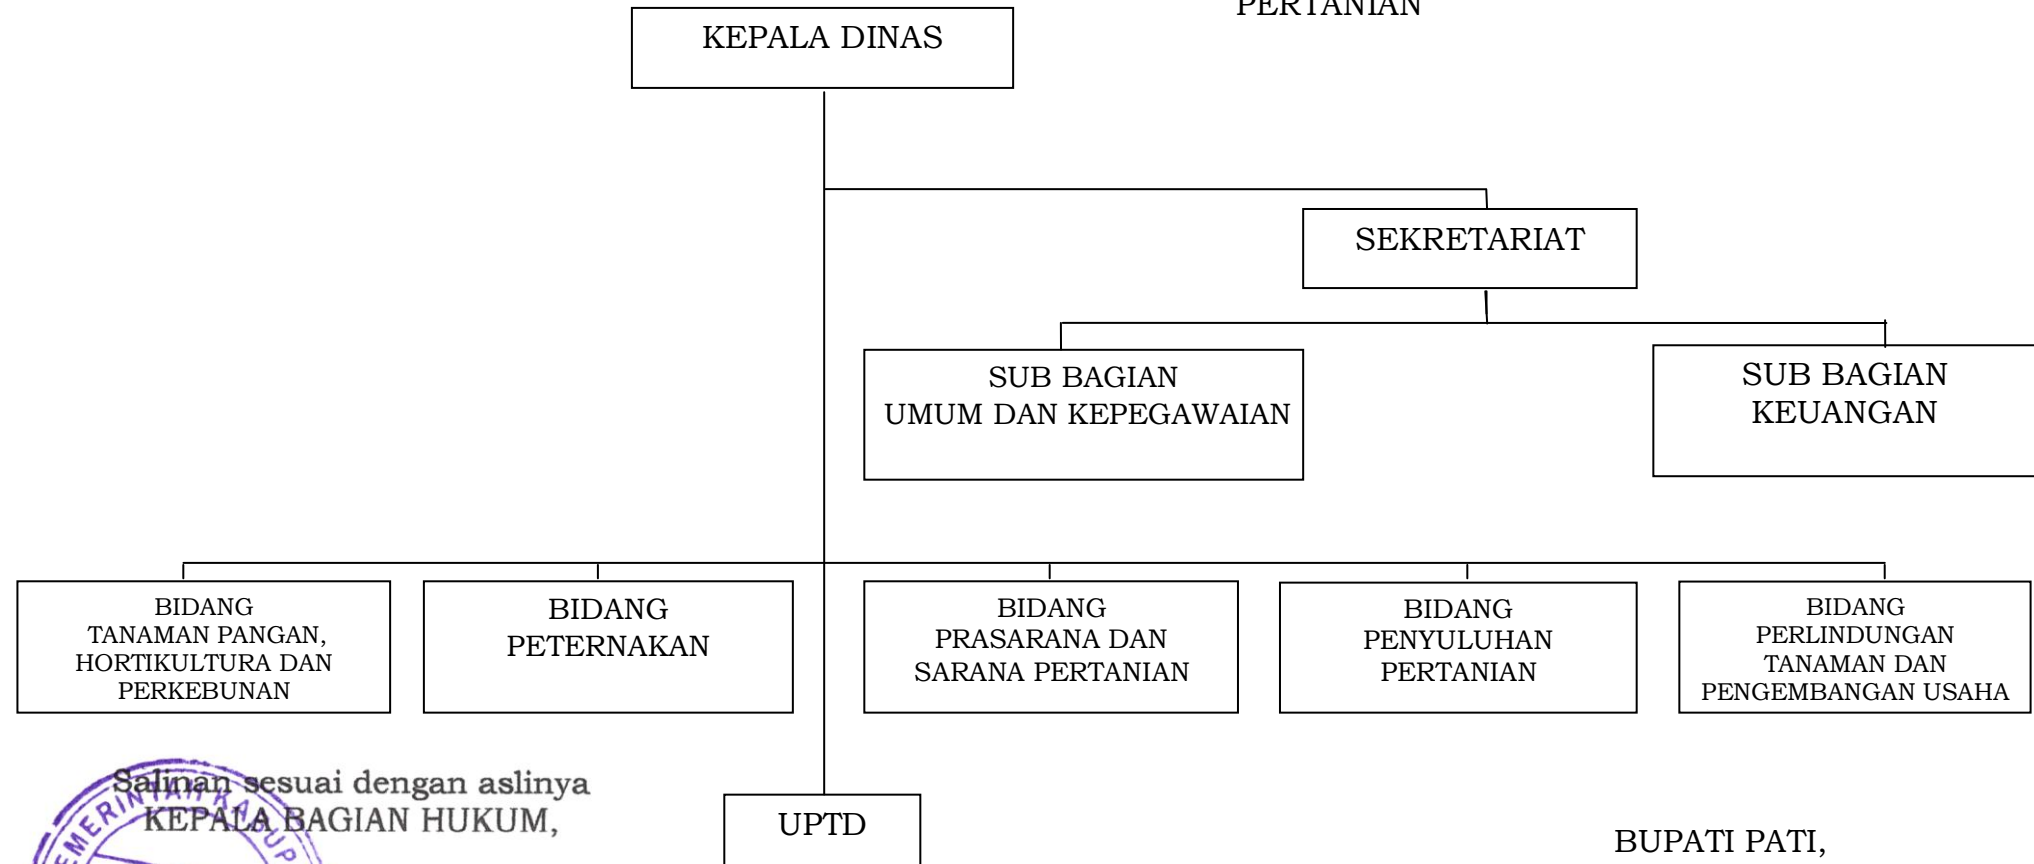 PERTANIAN
KEPALA DINAS
SEKRETARIAT
SUB BAGIAN
UMUM DAN KEPEGAWAIAN
SUB BAGIAN
KEUANGAN
BIDANG
TANAMAN PANGAN,
HORTIKULTURA DAN
PERKEBUNAN
BIDANG
PETERNAKAN
BIDANG
PRASARANA DAN
SARANA PERTANIAN
BIDANG
PENYULUHAN
PERTANIAN
BIDANG
PERLINDUNGAN
TANAMAN DAN
PENGEMBANGAN USAHA
Salinan sesuai dengan aslinya
KEPALA BAGIAN HUKUM,
UPTD
BUPATI PATI,